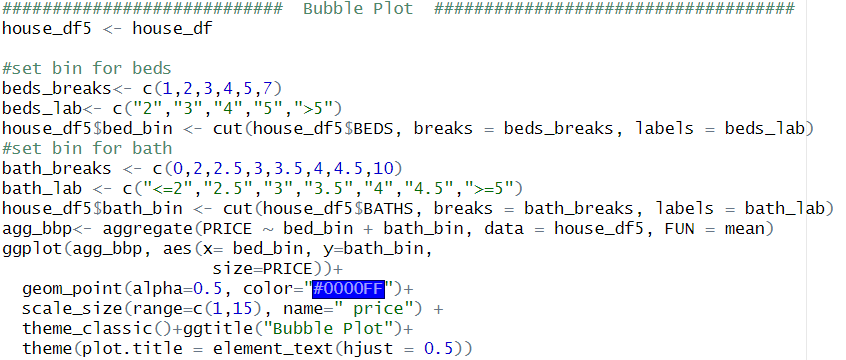 ############################  Bubble Plot  ####################################
house_df5 <- house_df

#set bin for beds
beds_breaks<- c(1,2,3,4,5,7)
beds_lab<- c("2","3","4","5",">5")
house_df5$bed_bin <- cut(house_df5$BEDS, breaks = beds_breaks, labels = beds_lab)
#set bin for bath
bath_breaks <- c(0,2,2.5,3,3.5,4,4.5,10)
bath_lab <- c("<=2","2.5","3","3.5","4","4.5",">=5")
house_df5$bath_bin <- cut(house_df5$BATHS, breaks = bath_breaks, labels = bath_lab)
agg_bbp<- aggregate(PRICE ~ bed_bin + bath_bin, data = house_df5, FUN = mean)
ggplot(agg_bbp, aes(x= bed_bin, y=bath_bin,
                     size=PRICE))+
  geom_point(alpha=0.5, color="#0000FF")+
  scale_size(range=c(1,15), name=" price") +
  theme_classic()+ggtitle("Bubble Plot")+
  theme(plot.title = element_text(hjust = 0.5))